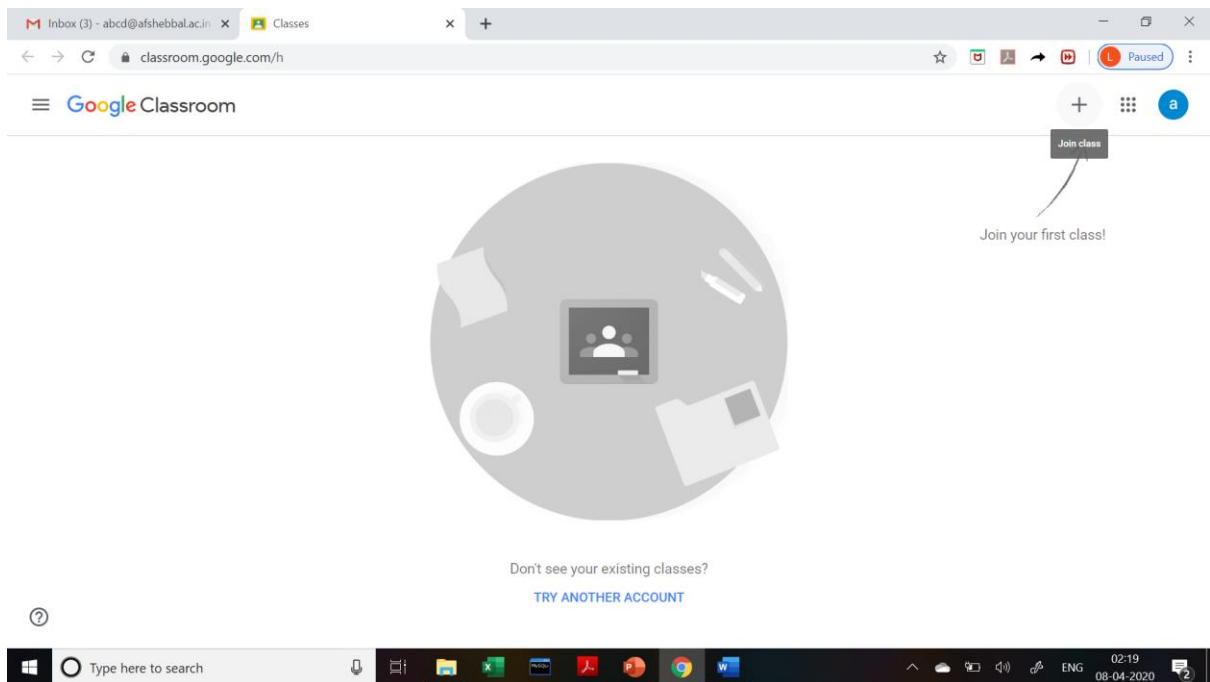 Inbox (3) - abcd@afshebbal.ac.in
Classes
classroom.google.com/h
L Paused
Google Classroom
a
Join class
Join your first class!
Don't see your existing classes?
TRY ANOTHER ACCOUNT
Type here to search
ENG
02:19
08-04-2020
2